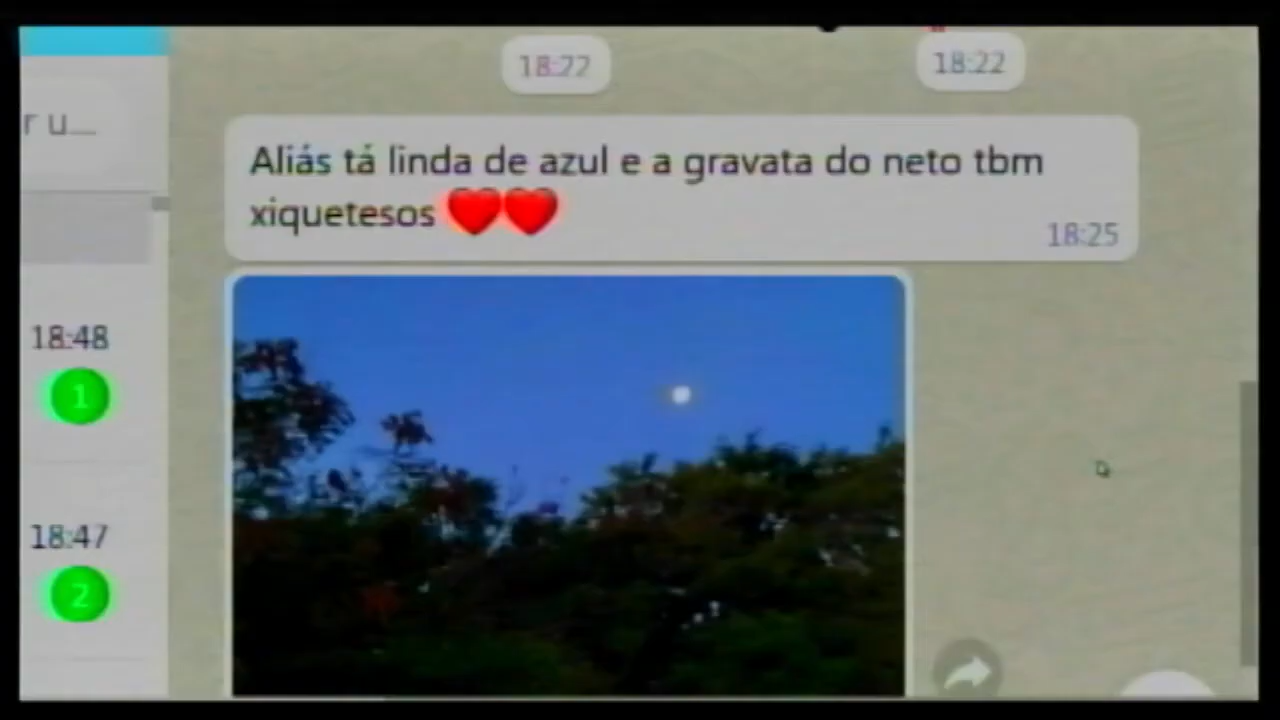 18:22
18:22
r u...
Aliás tá linda de azul e a gravata do neto tbm
xiquetesos ❤❤
18:25
18:48
1
18:47
2